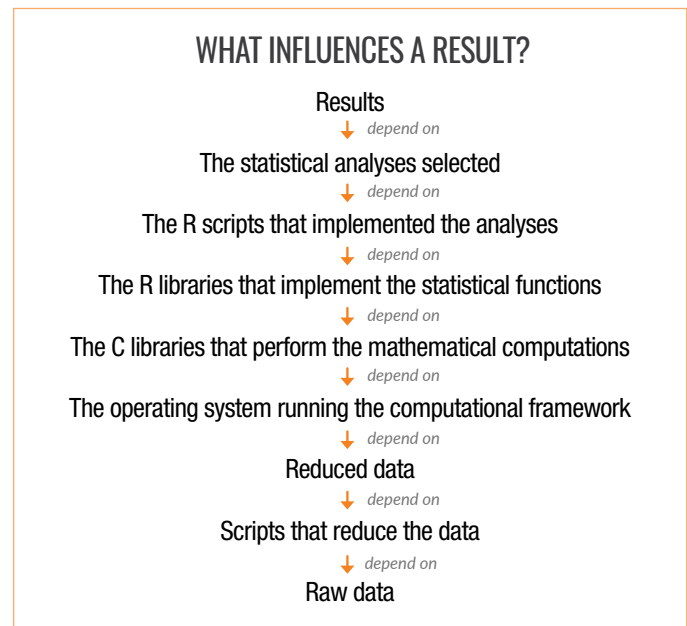 WHAT INFLUENCES A RESULT?
Results
depend on
The statistical analyses selected
depend on
The R scripts that implemented the analyses
depend on
The R libraries that implement the statistical functions
depend on
The C libraries that perform the mathematical computations
depend on
The operating system running the computational framework
depend on
Reduced data
depend on
Scripts that reduce the data
depend on
Raw data